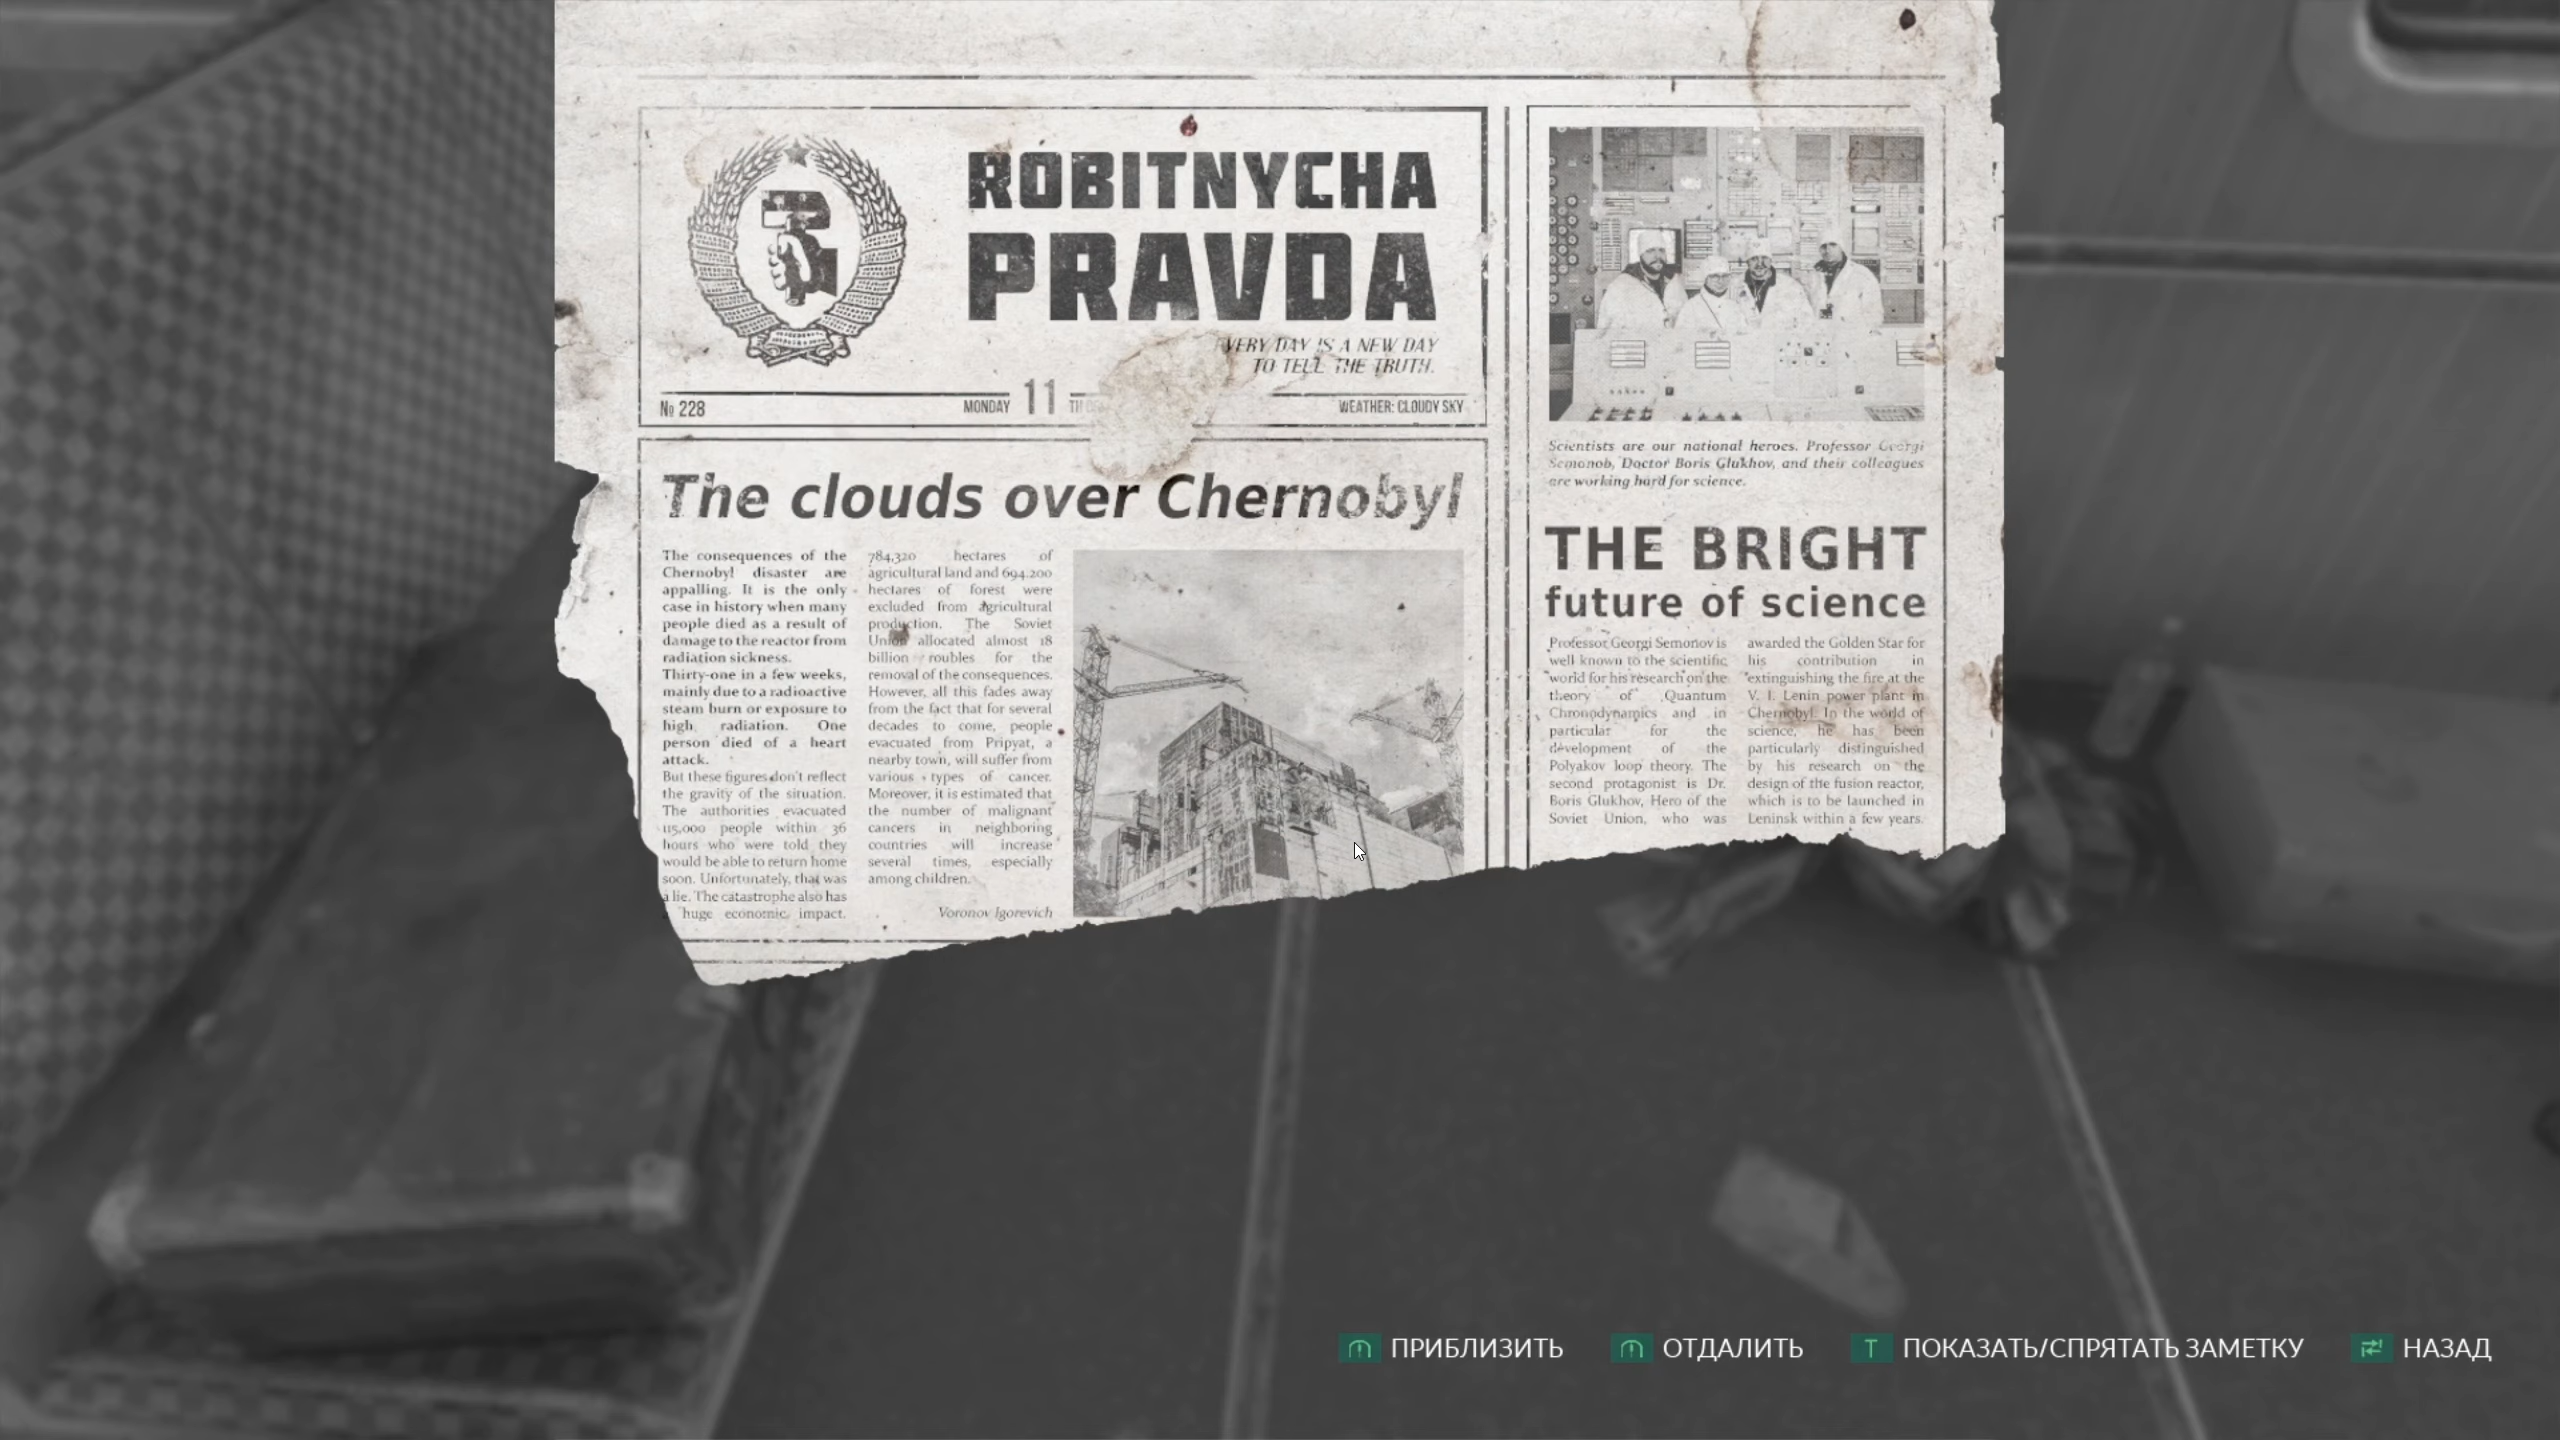 ROBITNYCHA
PRAVDA
VERY DAY IS A NEW DAY
TO TELL THE TRUTH.
№ 228
MONDAY 11 TH
WEATHER: CLOUDY SKY
The clouds over Chernobyl
The consequences of the
Chernobyl disaster are
appalling. It is the only
case in history when many
people died as a result of
damage to the reactor from
radiation sickness.
Thirty-one in a few weeks,
mainly due to a radioactive
steam burn or exposure to
high radiation. One
person died of a heart
attack.
But these figures don't reflect
the gravity of the situation.
The authorities evacuated
115,000 people within 36
hours who were told they
would be able to return home
soon. Unfortunately, that was
a lie. The catastrophe also has
a huge economic impact.
784,320 hectares of
agricultural land and 694.200
hectares of forest were
excluded from agricultural
production. The Soviet
Union allocated almost 18
billion roubles for the
removal of the consequences.
However, all this fades away
from the fact that for several
decades to come, people
evacuated from Pripyat, a
nearby town, will suffer from
various types of cancer.
Moreover, it is estimated that
the number of malignant
cancers in neighboring
countries will increase
several times, especially
among children.
Voronov Igorevich
Scientists are our national heroes. Professor Georgi
Semonob, Doctor Boris Glukhov, and their colleagues
are working hard for science.
THE BRIGHT
future of science
Professor Georgi Semonov is
well known to the scientific
world for his research on the
theory of Quantum
Chronodynamics and in
particular for the
development of the
Polyakov loop theory. The
second protagonist is Dr.
Boris Glukhov, Hero of the
Soviet Union, who was
awarded the Golden Star for
his contribution in
extinguishing the fire at the
V. I. Lenin power plant in
Chernobyl. In the world of
science, he has been
particularly distinguished
by his research on the
design of the fusion reactor,
which is to be launched in
Leninsk within a few years.
ПРИБЛИЗИТЬ
ОТДАЛИТЬ
T ПОКАЗАТЬ/СПРЯТАТЬ ЗАМЕТКУ
НАЗАД